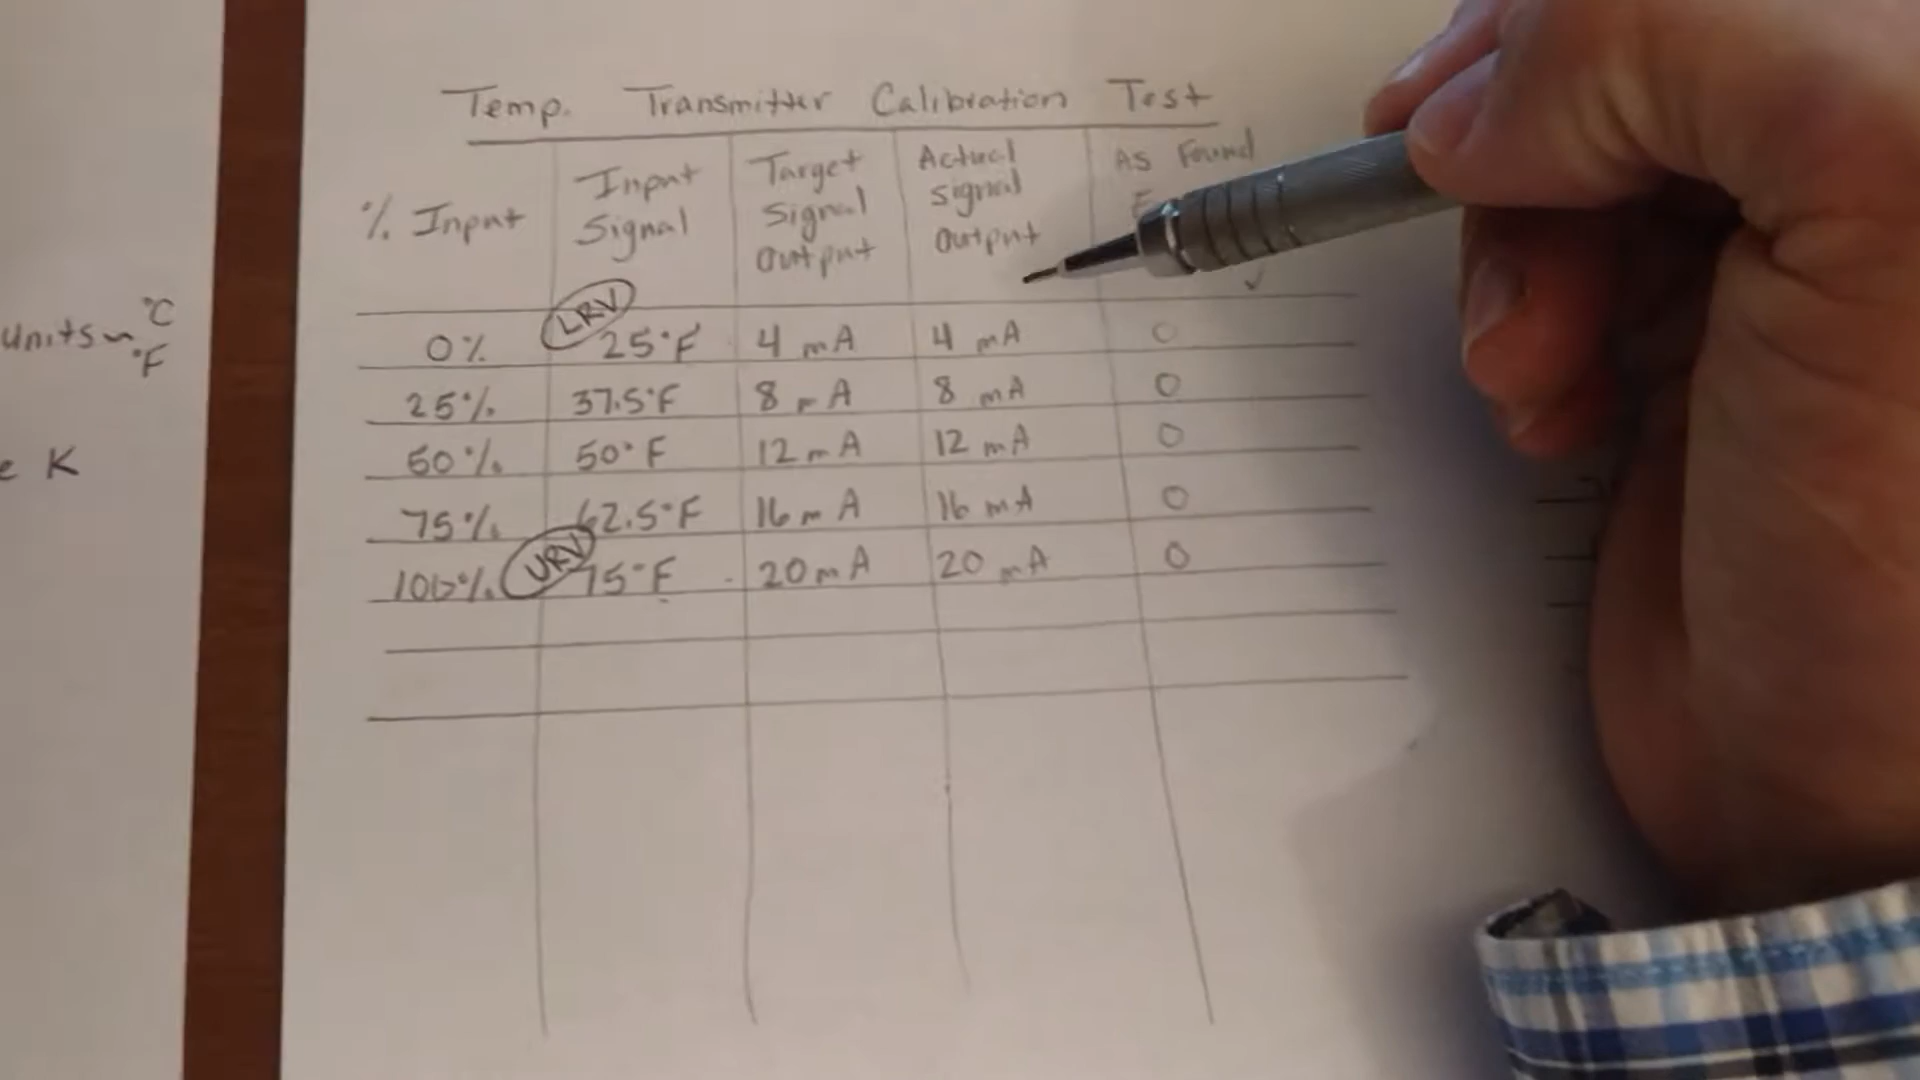 Temp. Transmitter Calibration Test
% Input
Input
Signal
Target
Signal
Output
Actual
signal
Output
As Found
LRV
0% 25°F 4 mA 4 mA 0
25% 37.5°F 8 mA 8 mA 0
50% 50°F 12 mA 12 mA 0
75% 62.5°F 16 mA 16 mA 0
URV
100% 75°F 20 mA 20 mA 0
units °C
°F
e K